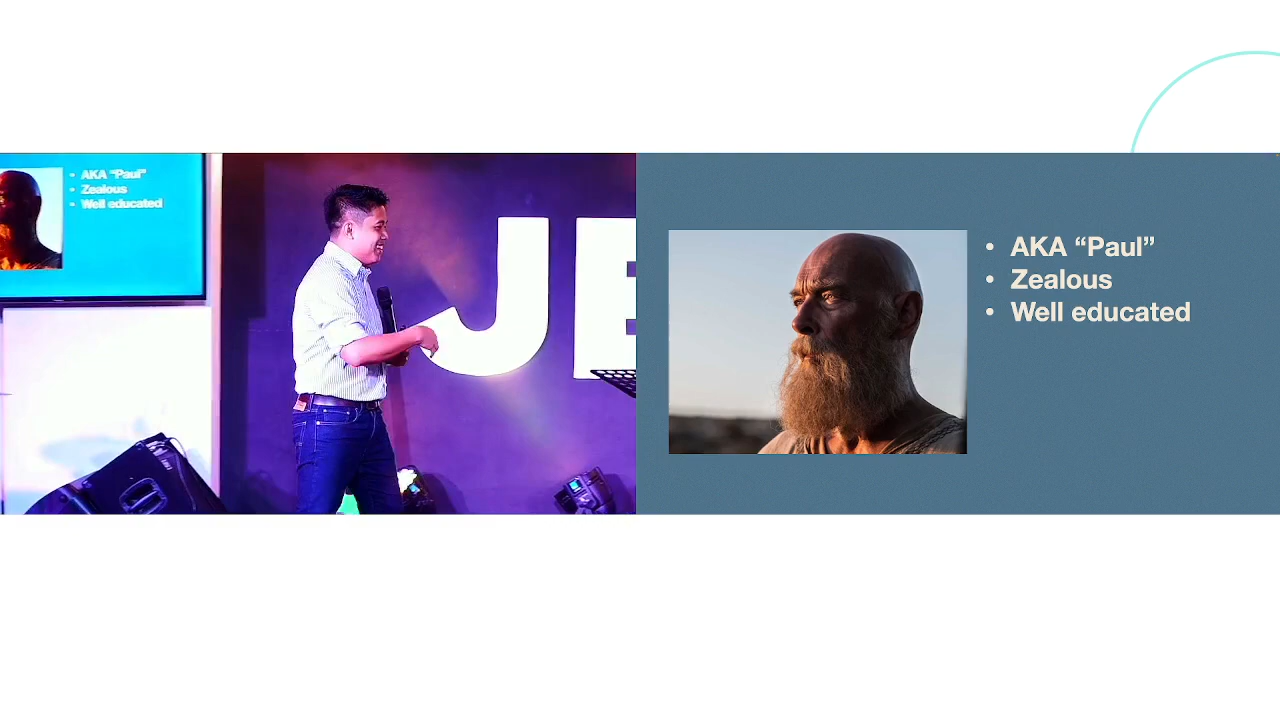 • AKA “Paul”
• Zealous
• Well educated
JE
• AKA “Paul”
• Zealous
• Well educated